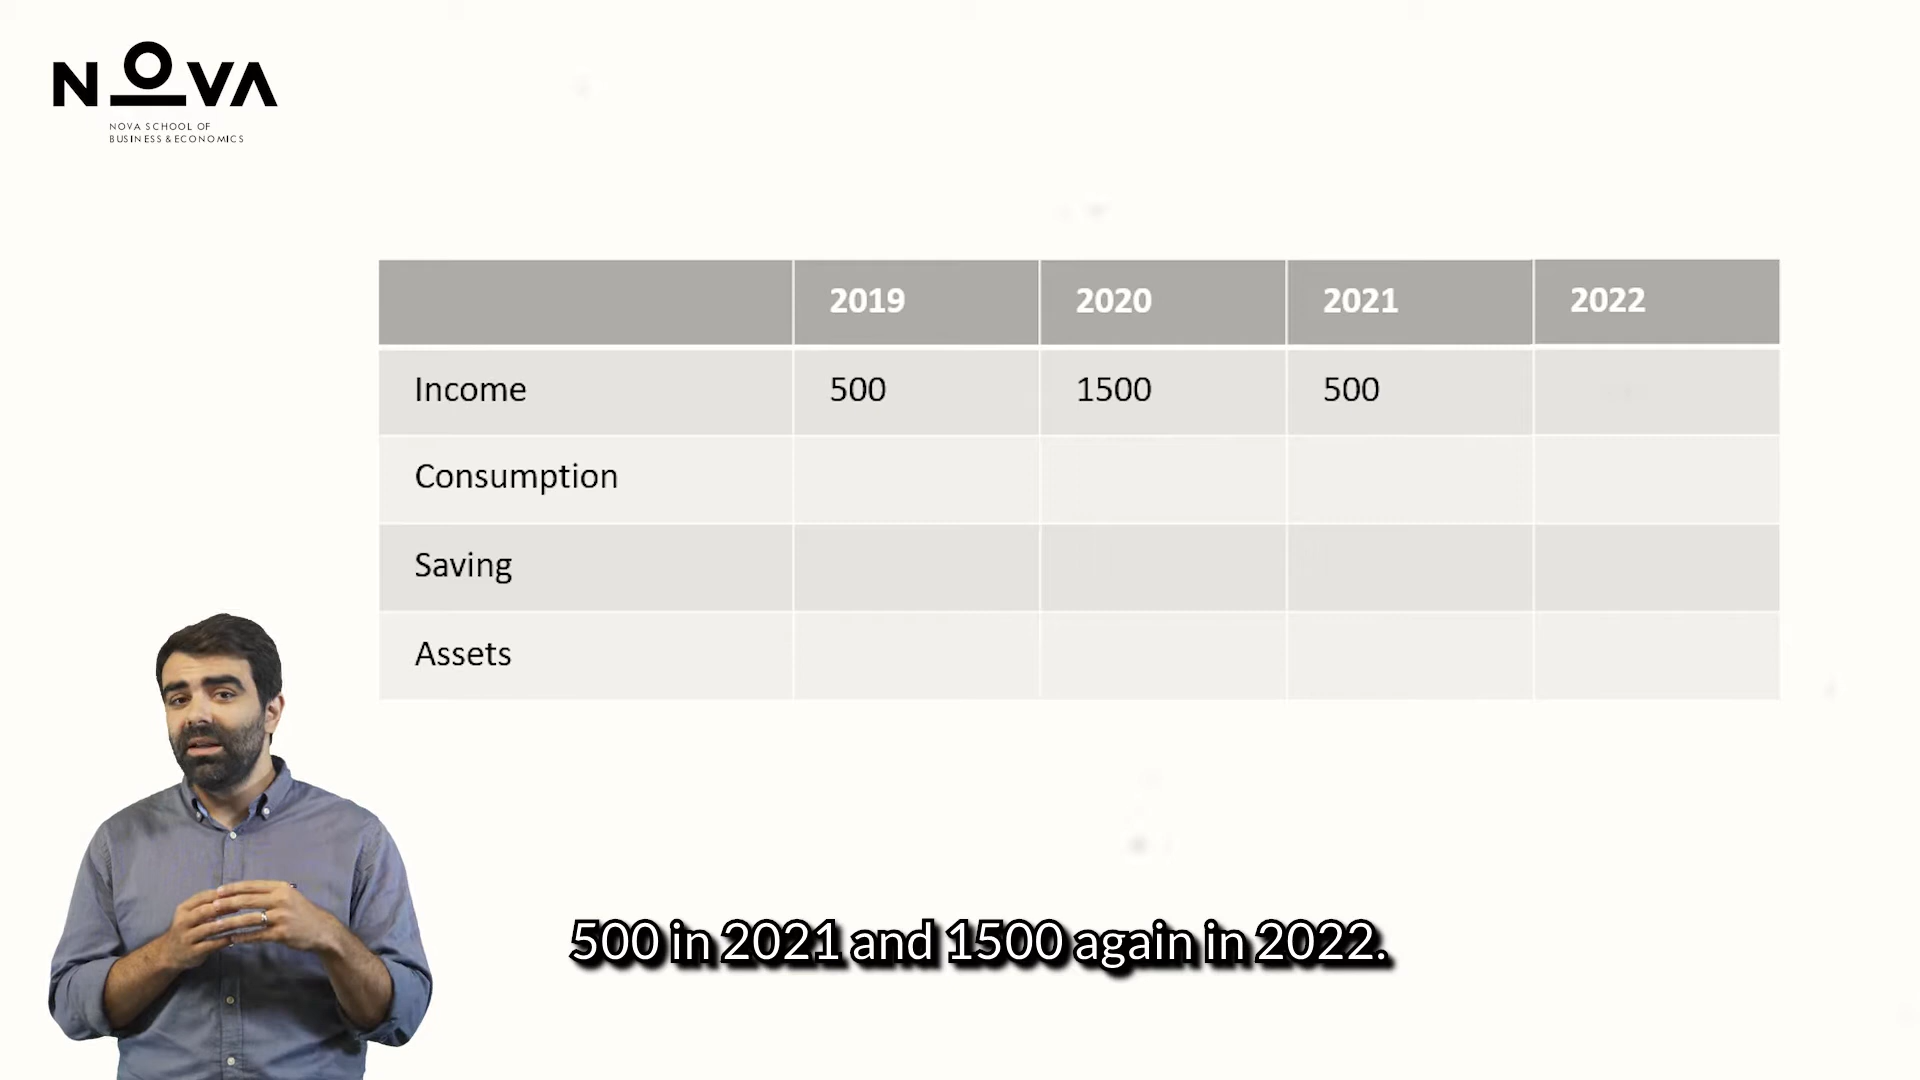 NOVA
NOVA SCHOOL OF
BUSINESS & ECONOMICS
2019 2020 2021 2022
Income 500 1500 500
Consumption
Saving
Assets
500 in 2021 and 1500 again in 2022.